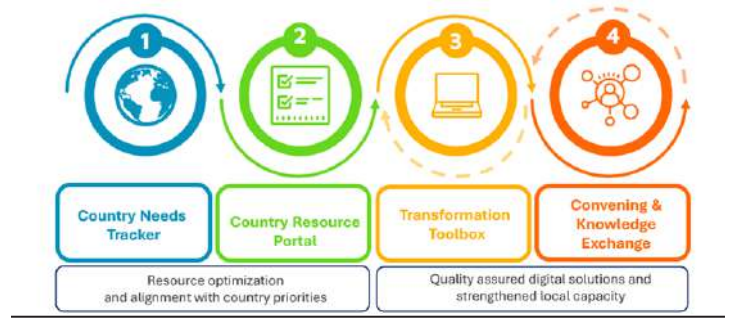 1
2
3
4
Country Needs
Tracker
Country Resource
Portal
Transformation
Toolbox
Convening &
Knowledge
Exchange
Resource optimization
and alignment with country priorities
Quality assured digital solutions and
strengthened local capacity